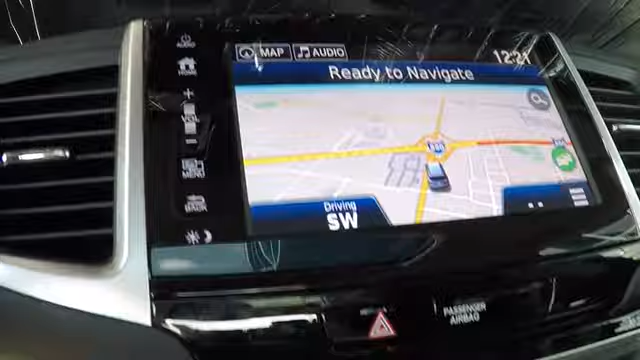 AUDIO
MAP
AUDIO
12:21
HOME
Ready to Navigate
+
VOL
-
MENU
BACK
Driving
SW
PASSENGER
AIRBAG